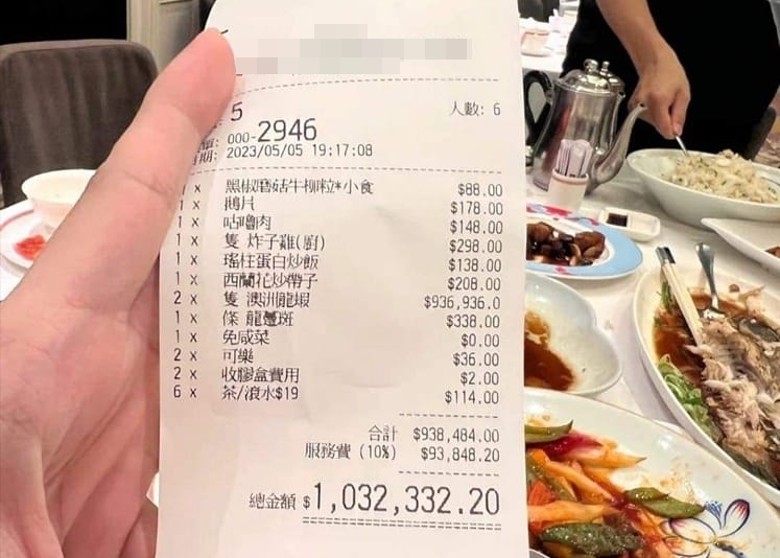 5 人數: 6
單: 000-2946
期: 2023/05/05 19:17:08
1 x 黑椒蘑菇牛柳粒*小食 $88.00
1 x 鵝片 $178.00
1 x 咕嚕肉 $148.00
1 x 隻 炸子雞(廚) $298.00
1 x 瑤柱蛋白炒飯 $138.00
1 x 西蘭花炒帶子 $208.00
2 x 隻 澳洲龍蝦 $936,936.0
1 x 條 龍躉斑 $338.00
1 x 免咸菜 $0.00
2 x 可樂 $36.00
2 x 收膠盒費用 $2.00
6 x 茶/滾水$19 $114.00
合計 $938,484.00
服務費 (10%) $93,848.20
總金額 $1,032,332.20